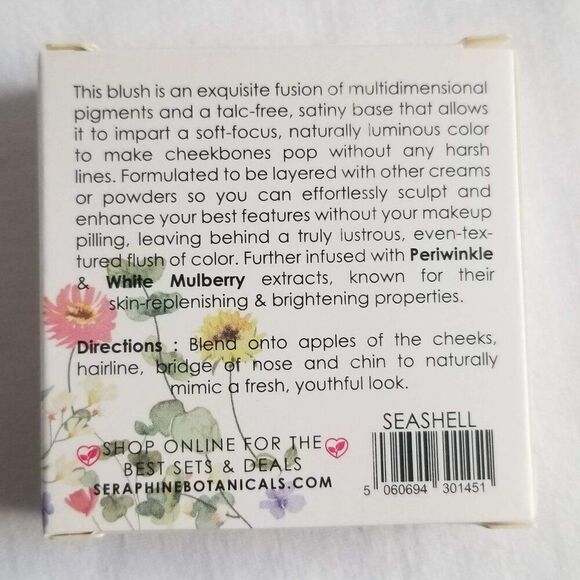 This blush is an exquisite fusion of multidimensional
pigments and a talc-free, satiny base that allows
it to impart a soft-focus, naturally luminous color
to make cheekbones pop without any harsh
lines. Formulated to be layered with other creams
or powders so you can effortlessly sculpt and
enhance your best features without your makeup
pilling, leaving behind a truly lustrous, even-tex-
tured flush of color. Further infused with Periwinkle
& White Mulberry extracts, known for their
skin-replenishing & brightening properties.
Directions : Blend onto apples of the cheeks,
hairline, bridge of nose and chin to naturally
mimic a fresh, youthful look.
SHOP ONLINE FOR THE
BEST SETS & DEALS
SERAPHINEBOTANICALS.COM
SEASHELL
5 060694 301451